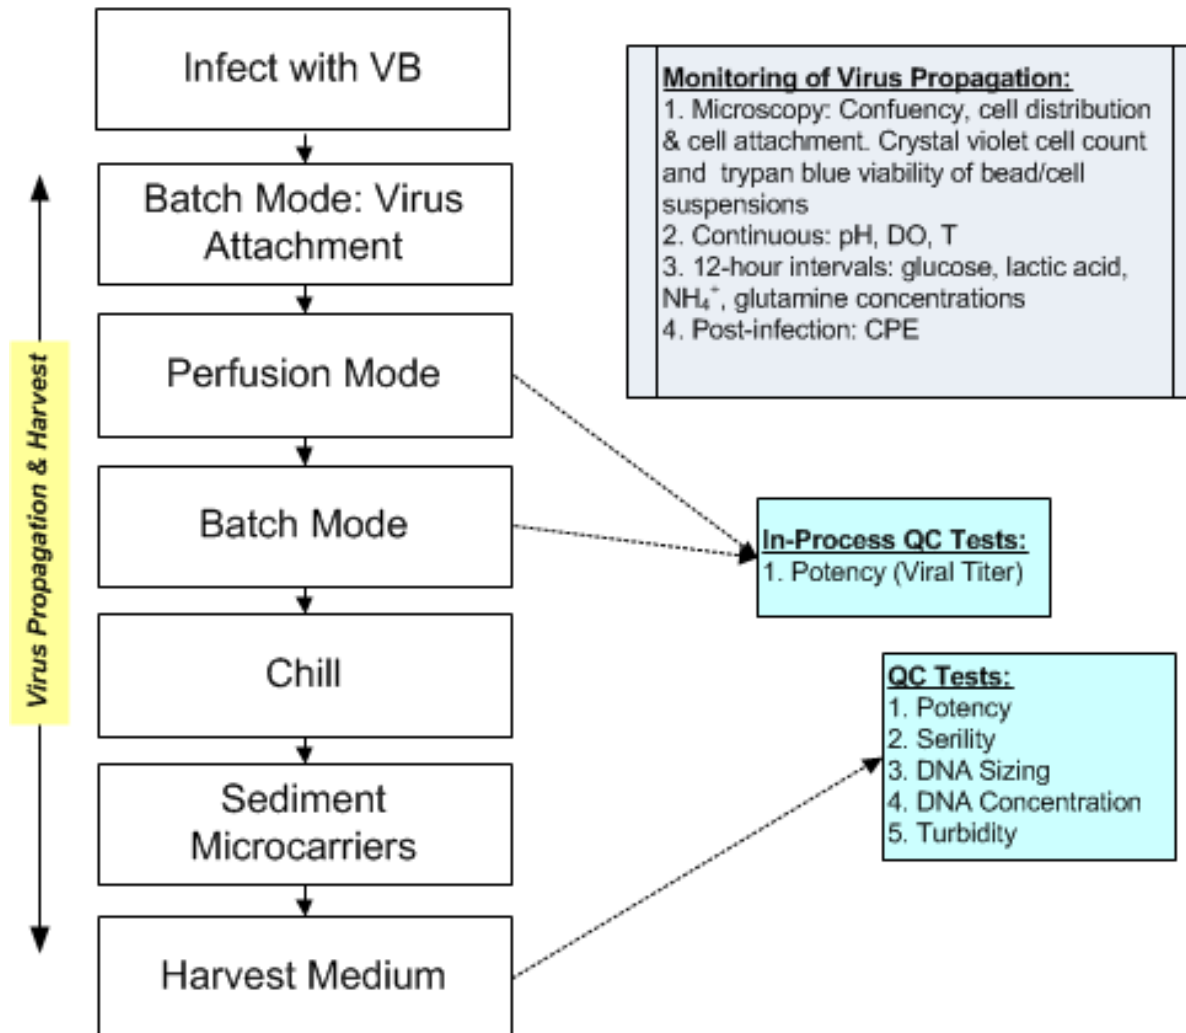 Infect with VB
Batch Mode: Virus
Attachment
Perfusion Mode
Batch Mode
Chill
Sediment
Microcarriers
Harvest Medium
Virus Propagation & Harvest
Monitoring of Virus Propagation:
1. Microscopy: Confuency, cell distribution
& cell attachment. Crystal violet cell count
and trypan blue viability of bead/cell
suspensions
2. Continuous: pH, DO, T
3. 12-hour intervals: glucose, lactic acid,
NH₄⁺, glutamine concentrations
4. Post-infection: CPE
In-Process QC Tests:
1. Potency (Viral Titer)
QC Tests:
1. Potency
2. Serility
3. DNA Sizing
4. DNA Concentration
5. Turbidity